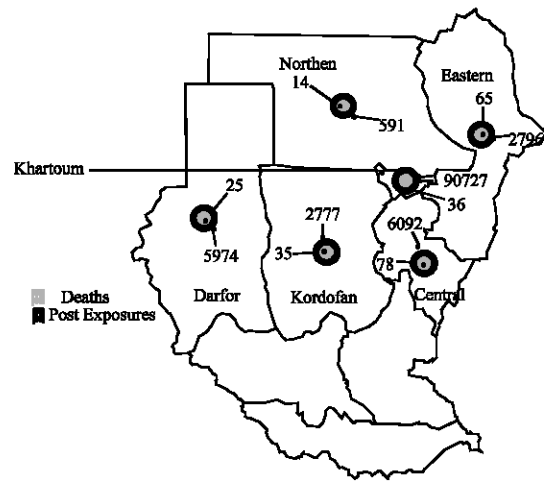 Northen
14
591
Eastern
65
2796
Khartoum
90727
36
25
5974
Darfor
2777
35
Kordofan
6092
78
Central
Deaths
Post Exposures